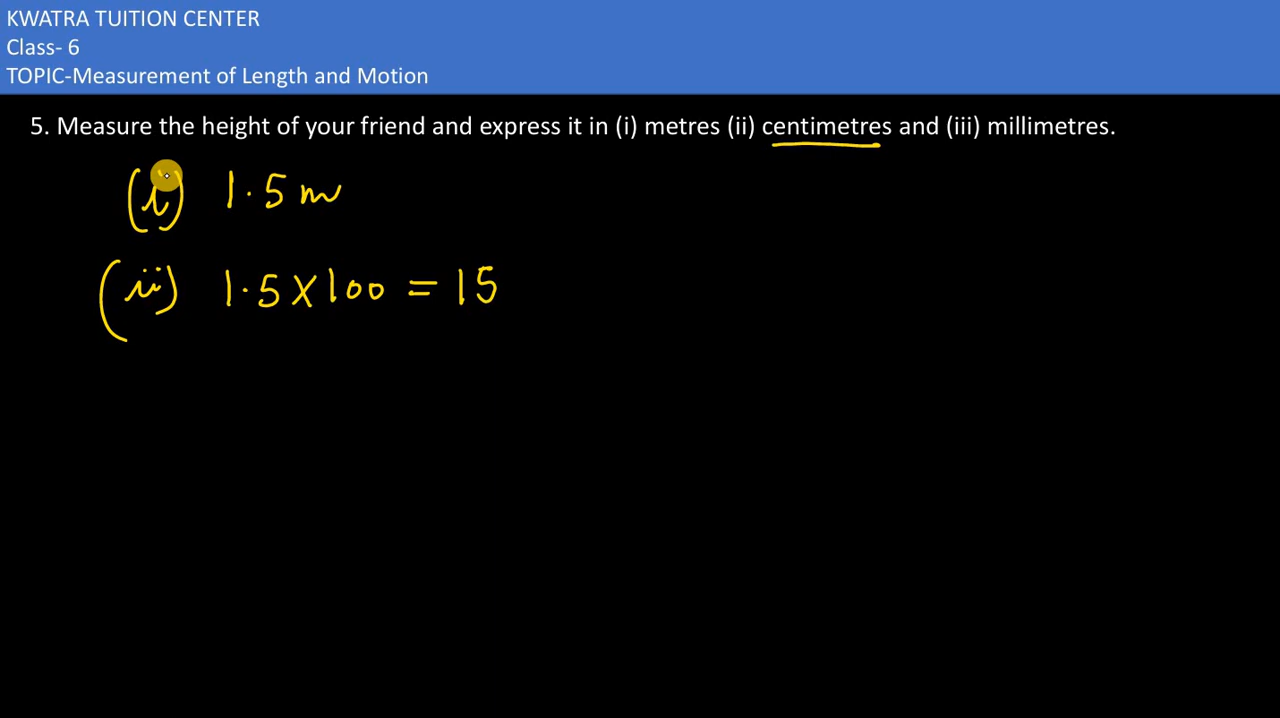 KWATRA TUITION CENTER
Class- 6
TOPIC-Measurement of Length and Motion
5. Measure the height of your friend and express it in (i) metres (ii) centimetres and (iii) millimetres.
(i) 1.5 m
(ii) 1.5 × 100 = 15